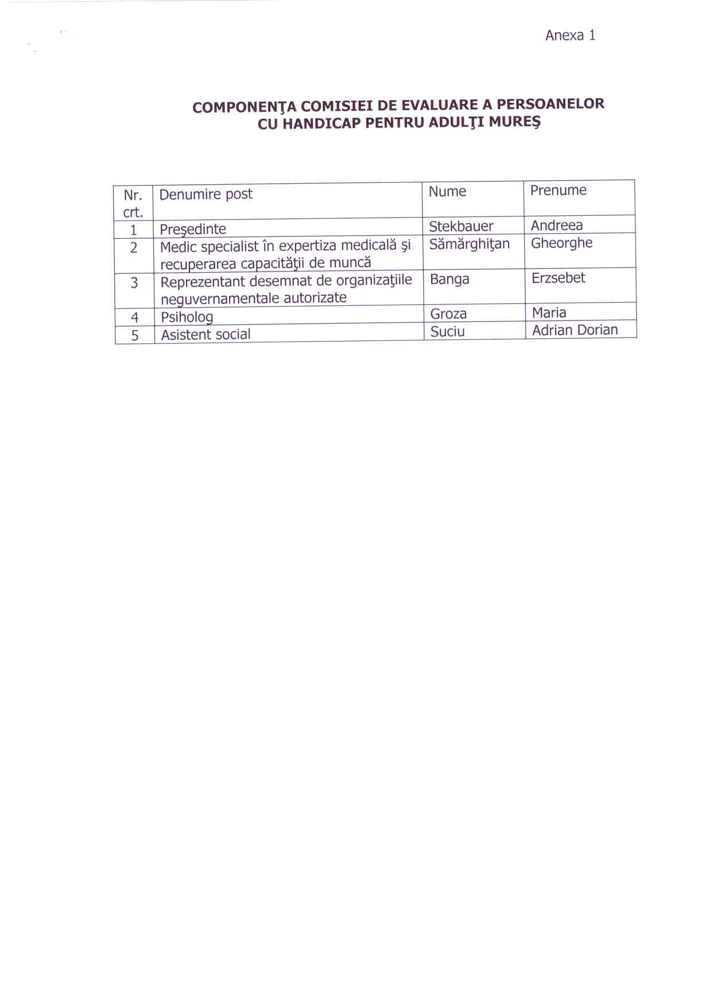 Anexa 1
COMPONENŢA COMISIEI DE EVALUARE A PERSOANELOR
CU HANDICAP PENTRU ADULŢI MUREŞ
Nr. crt. Denumire post Nume Prenume
1 Preşedinte Stekbauer Andreea
2 Medic specialist în expertiza medicală şi Sămărghiţan Gheorghe
recuperarea capacităţii de muncă
3 Reprezentant desemnat de organizaţiile Banga Erzsebet
neguvernamentale autorizate
4 Psiholog Groza Maria
5 Asistent social Suciu Adrian Dorian